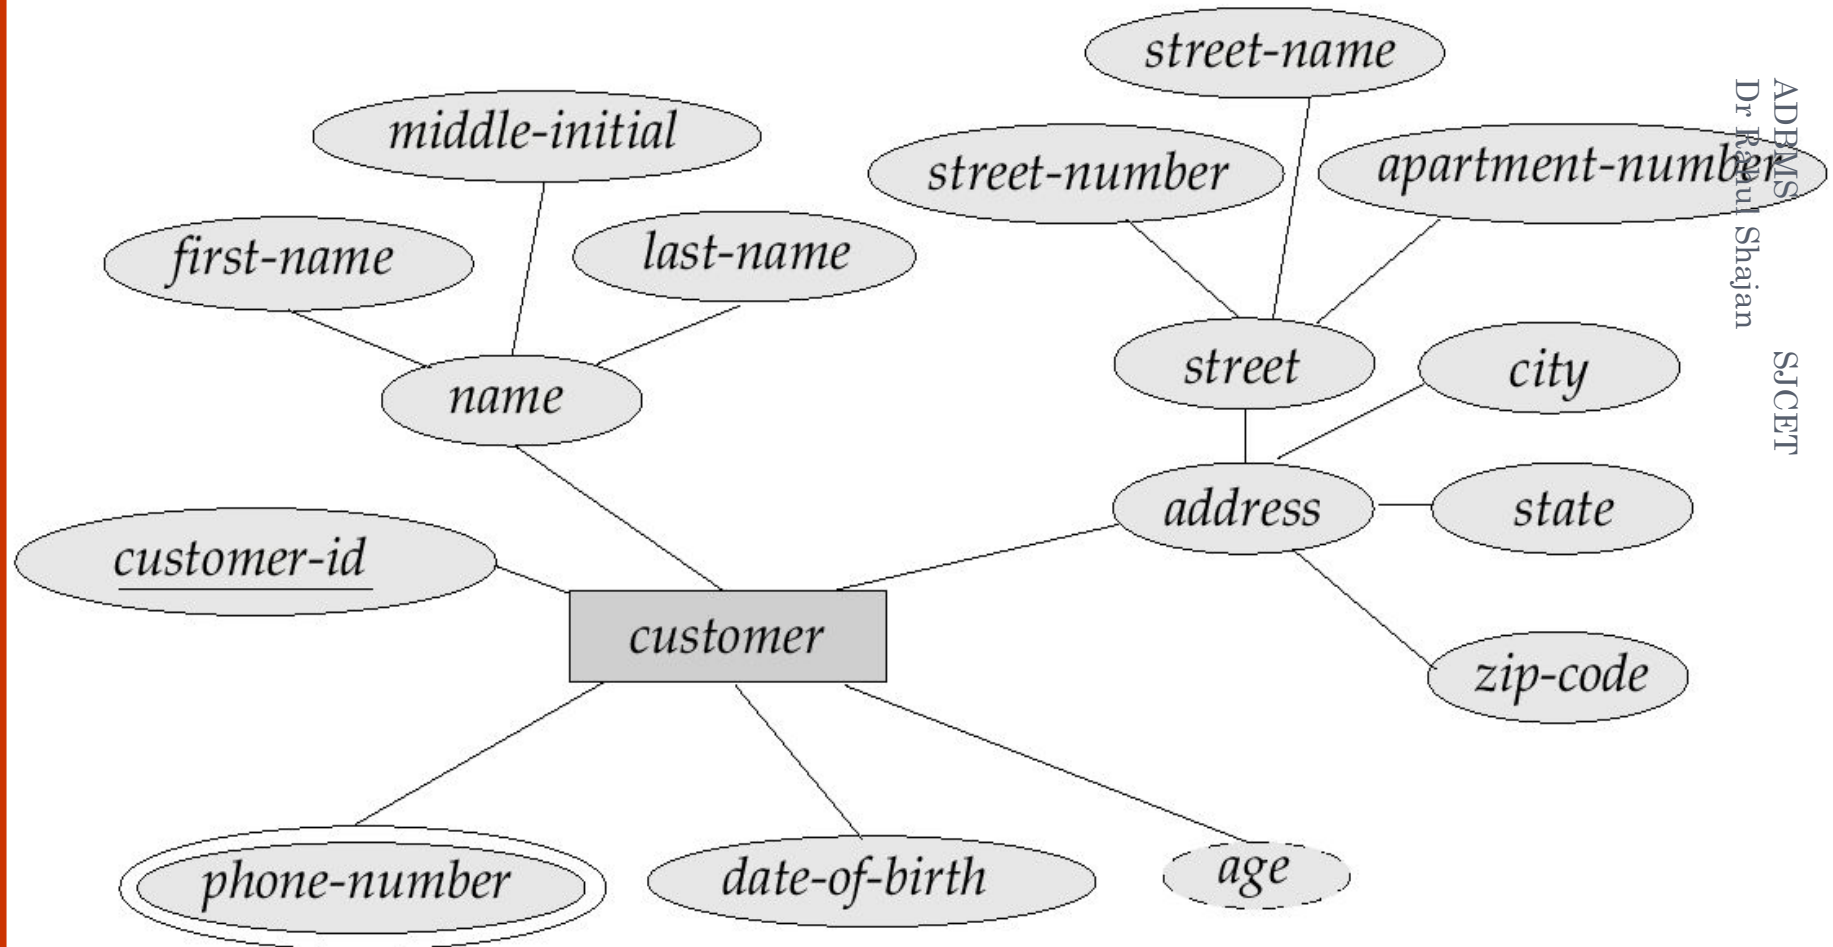 street-name
middle-initial
street-number
apartment-number
first-name
last-name
street
city
name
address
state
customer-id
customer
zip-code
phone-number
date-of-birth
age
ADBMS SJCET
Dr Rahul Shajan